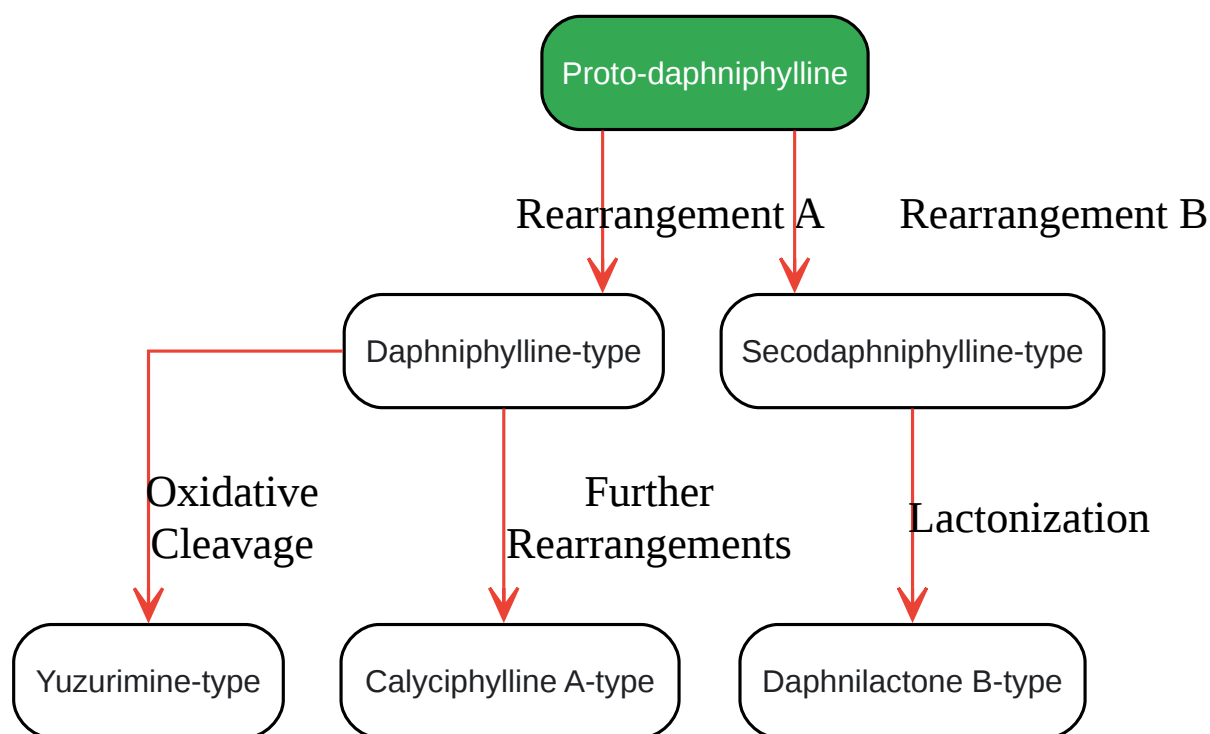 Proto-daphniphylline
Rearrangement A
Rearrangement B
Daphniphylline-type
Secodaphniphylline-type
Oxidative
Cleavage
Further
Rearrangements
Lactonization
Yuzurimine-type
Calyciphylline A-type
Daphnilactone B-type